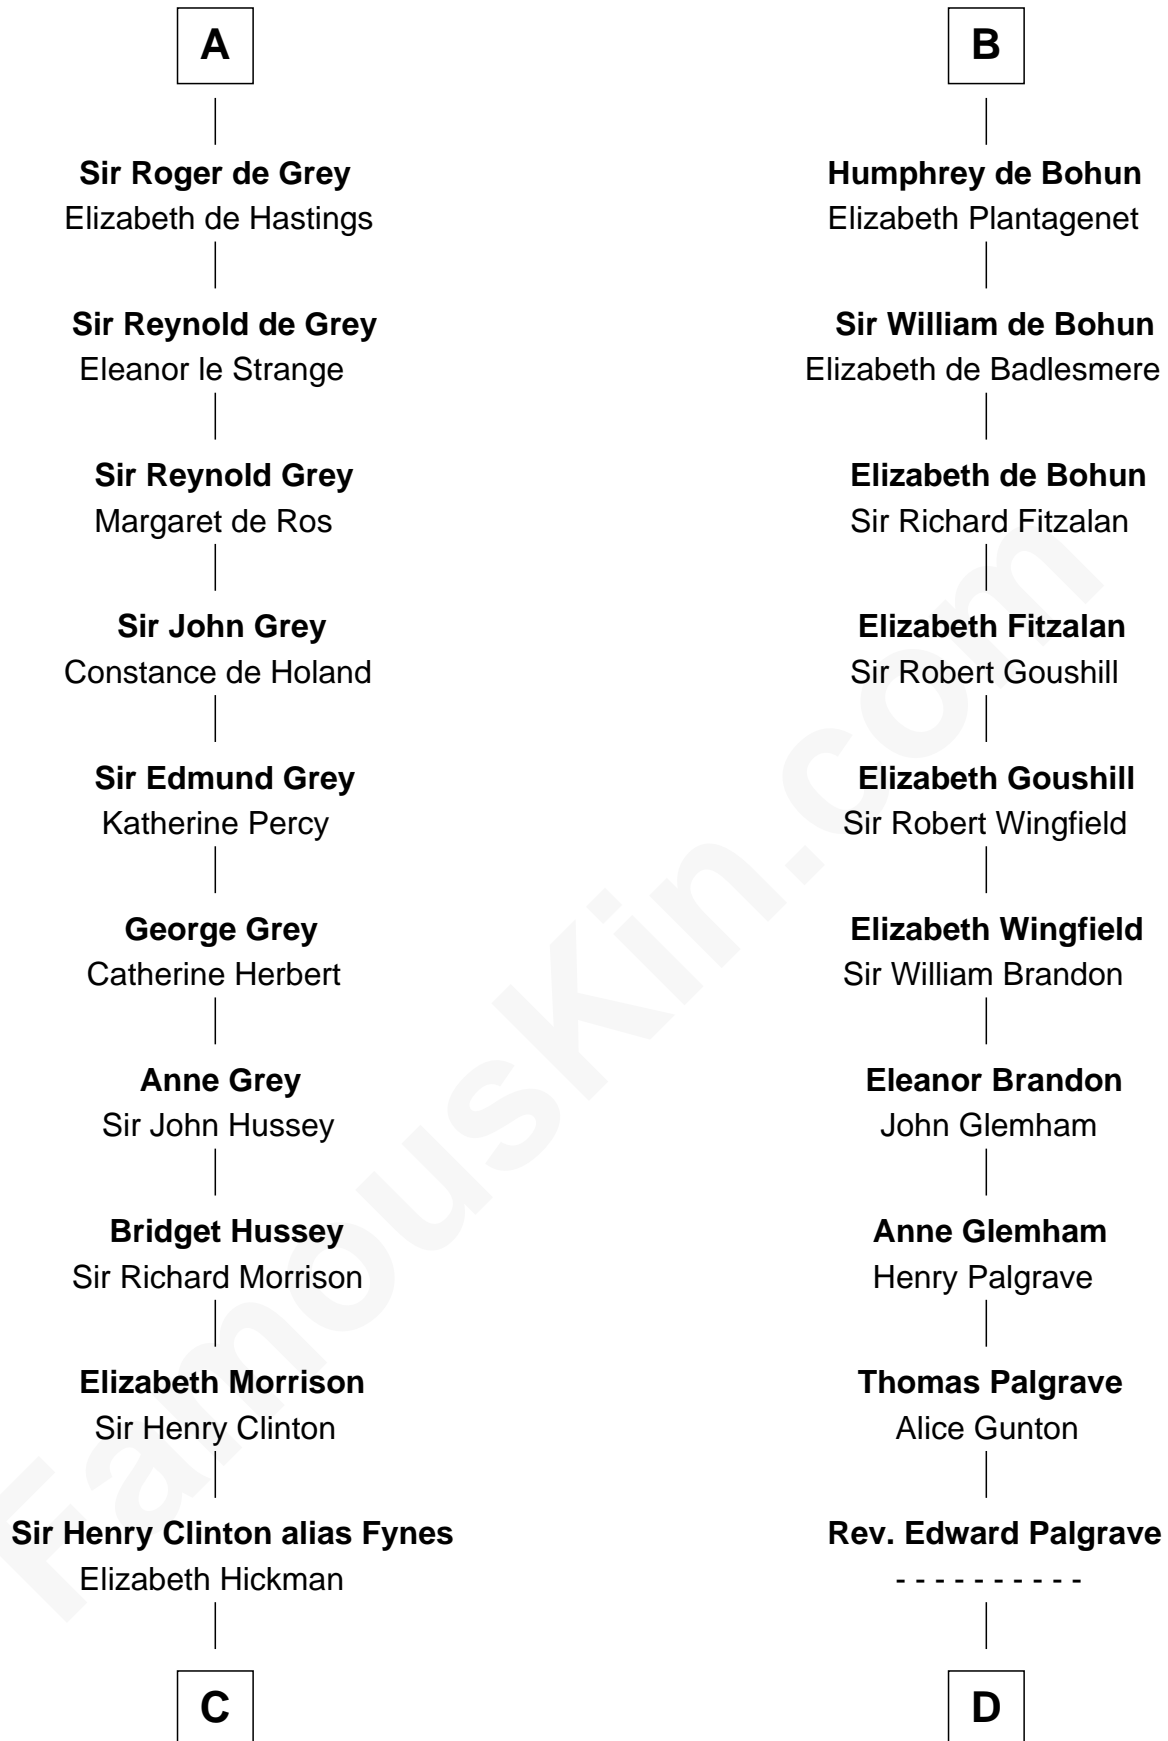 A
Sir Roger de Grey
Elizabeth de Hastings
Sir Reynold de Grey
Eleanor le Strange
Sir Reynold Grey
Margaret de Ros
Sir John Grey
Constance de Holand
Sir Edmund Grey
Katherine Percy
George Grey
Catherine Herbert
Anne Grey
Sir John Hussey
Bridget Hussey
Sir Richard Morrison
Elizabeth Morrison
Sir Henry Clinton
Sir Henry Clinton alias Fynes
Elizabeth Hickman
C
B
Humphrey de Bohun
Elizabeth Plantagenet
Sir William de Bohun
Elizabeth de Badlesmere
Elizabeth de Bohun
Sir Richard Fitzalan
Elizabeth Fitzalan
Sir Robert Goushill
Elizabeth Goushill
Sir Robert Wingfield
Elizabeth Wingfield
Sir William Brandon
Eleanor Brandon
John Glemham
Anne Glemham
Henry Palgrave
Thomas Palgrave
Alice Gunton
Rev. Edward Palgrave
- - - - - - - - - -
D
FamousKin.com